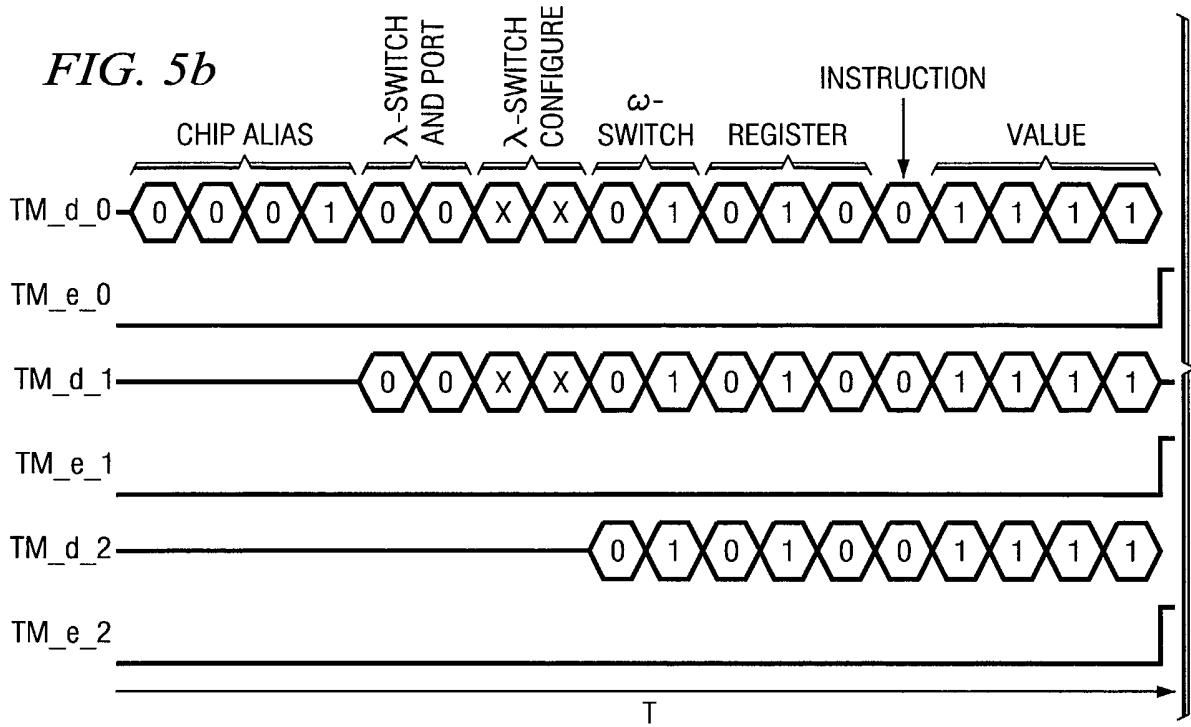 FIG. 5b
CHIP ALIAS
λ-SWITCH
AND PORT
λ-SWITCH
CONFIGURE
ω-
SWITCH
REGISTER
INSTRUCTION
VALUE
TM_d_0 0 0 0 1 0 0 X X 0 1 0 1 0 0 1 1 1 1
TM_e_0
TM_d_1 0 0 X X 0 1 0 1 0 0 1 1 1 1
TM_e_1
TM_d_2 0 1 0 1 0 0 1 1 1 1
TM_e_2
T